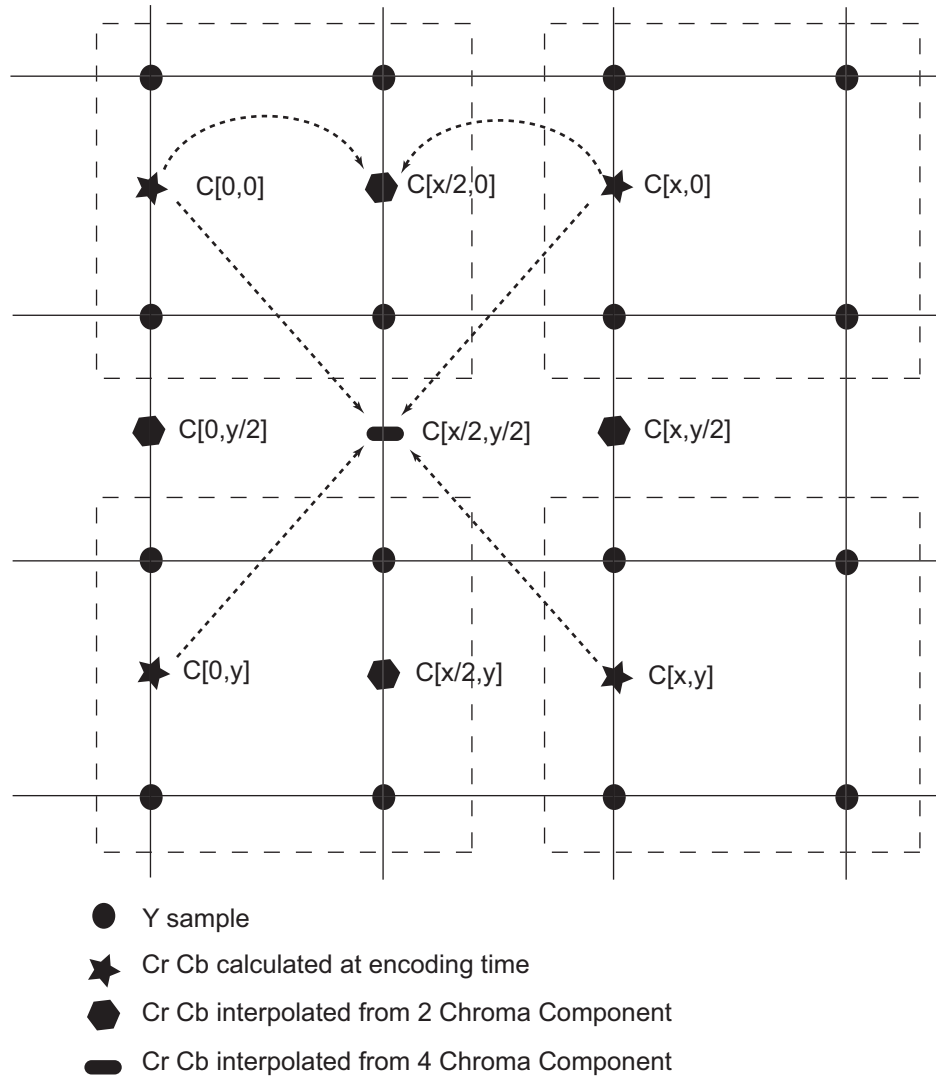 C[0,0]
C[x/2,0]
C[x,0]
C[0,y/2]
C[x/2,y/2]
C[x,y/2]
C[0,y]
C[x/2,y]
C[x,y]
Y sample
Cr Cb calculated at encoding time
Cr Cb interpolated from 2 Chroma Component
Cr Cb interpolated from 4 Chroma Component